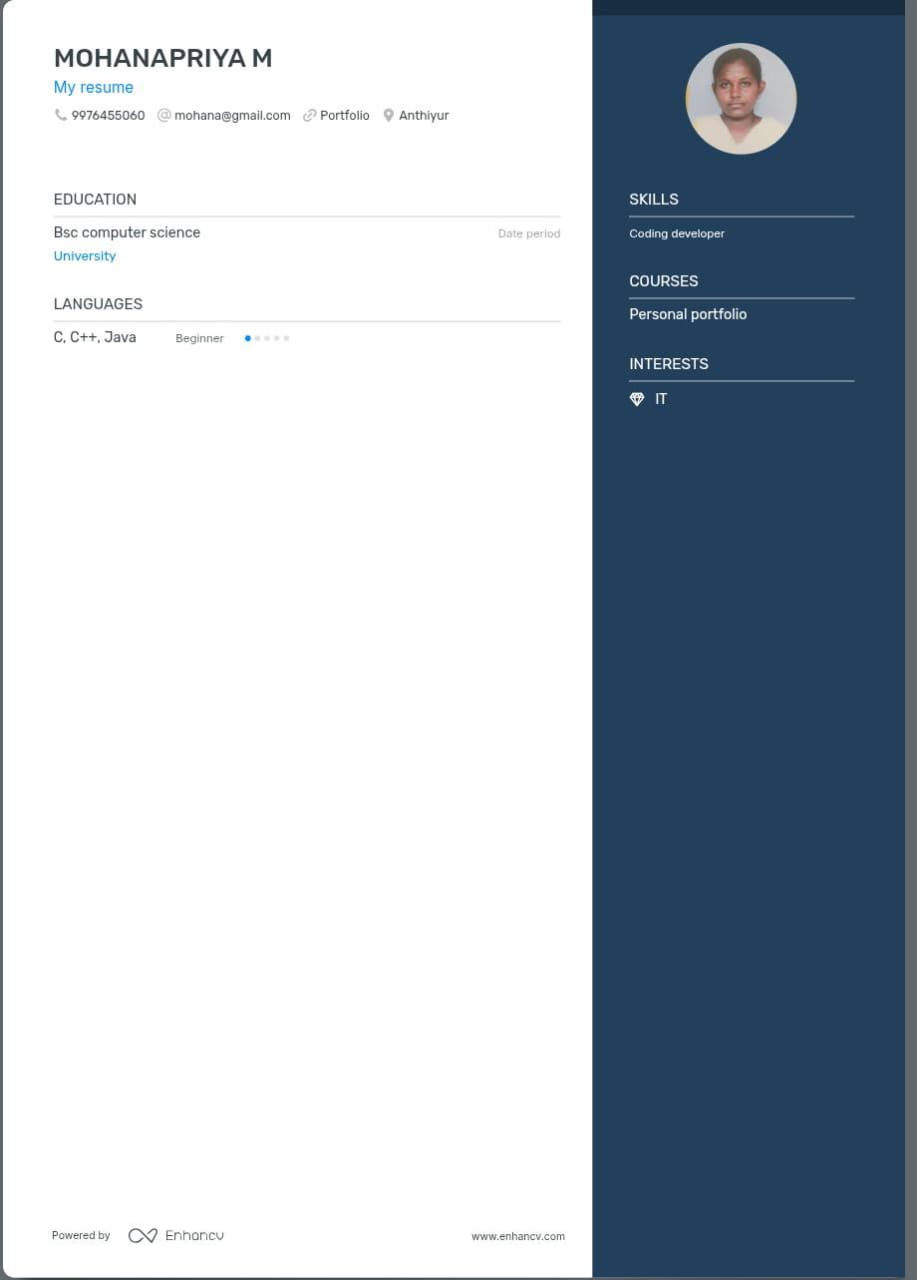 MOHANAPRIYA M
My resume
9976455060 mohana@gmail.com Portfolio Anthiyur
EDUCATION
Bsc computer science Date period
University
LANGUAGES
C, C++, Java Beginner
SKILLS
Coding developer
COURSES
Personal portfolio
INTERESTS
IT
Powered by Enhancv www.enhancv.com